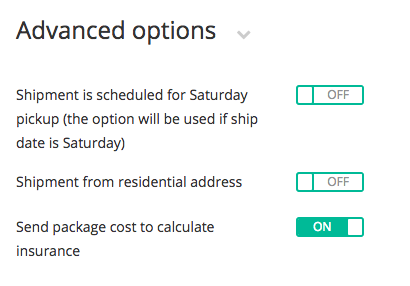 Advanced options
Shipment is scheduled for Saturday
pickup (the option will be used if ship
date is Saturday)
OFF
Shipment from residential address
OFF
Send package cost to calculate
insurance
ON